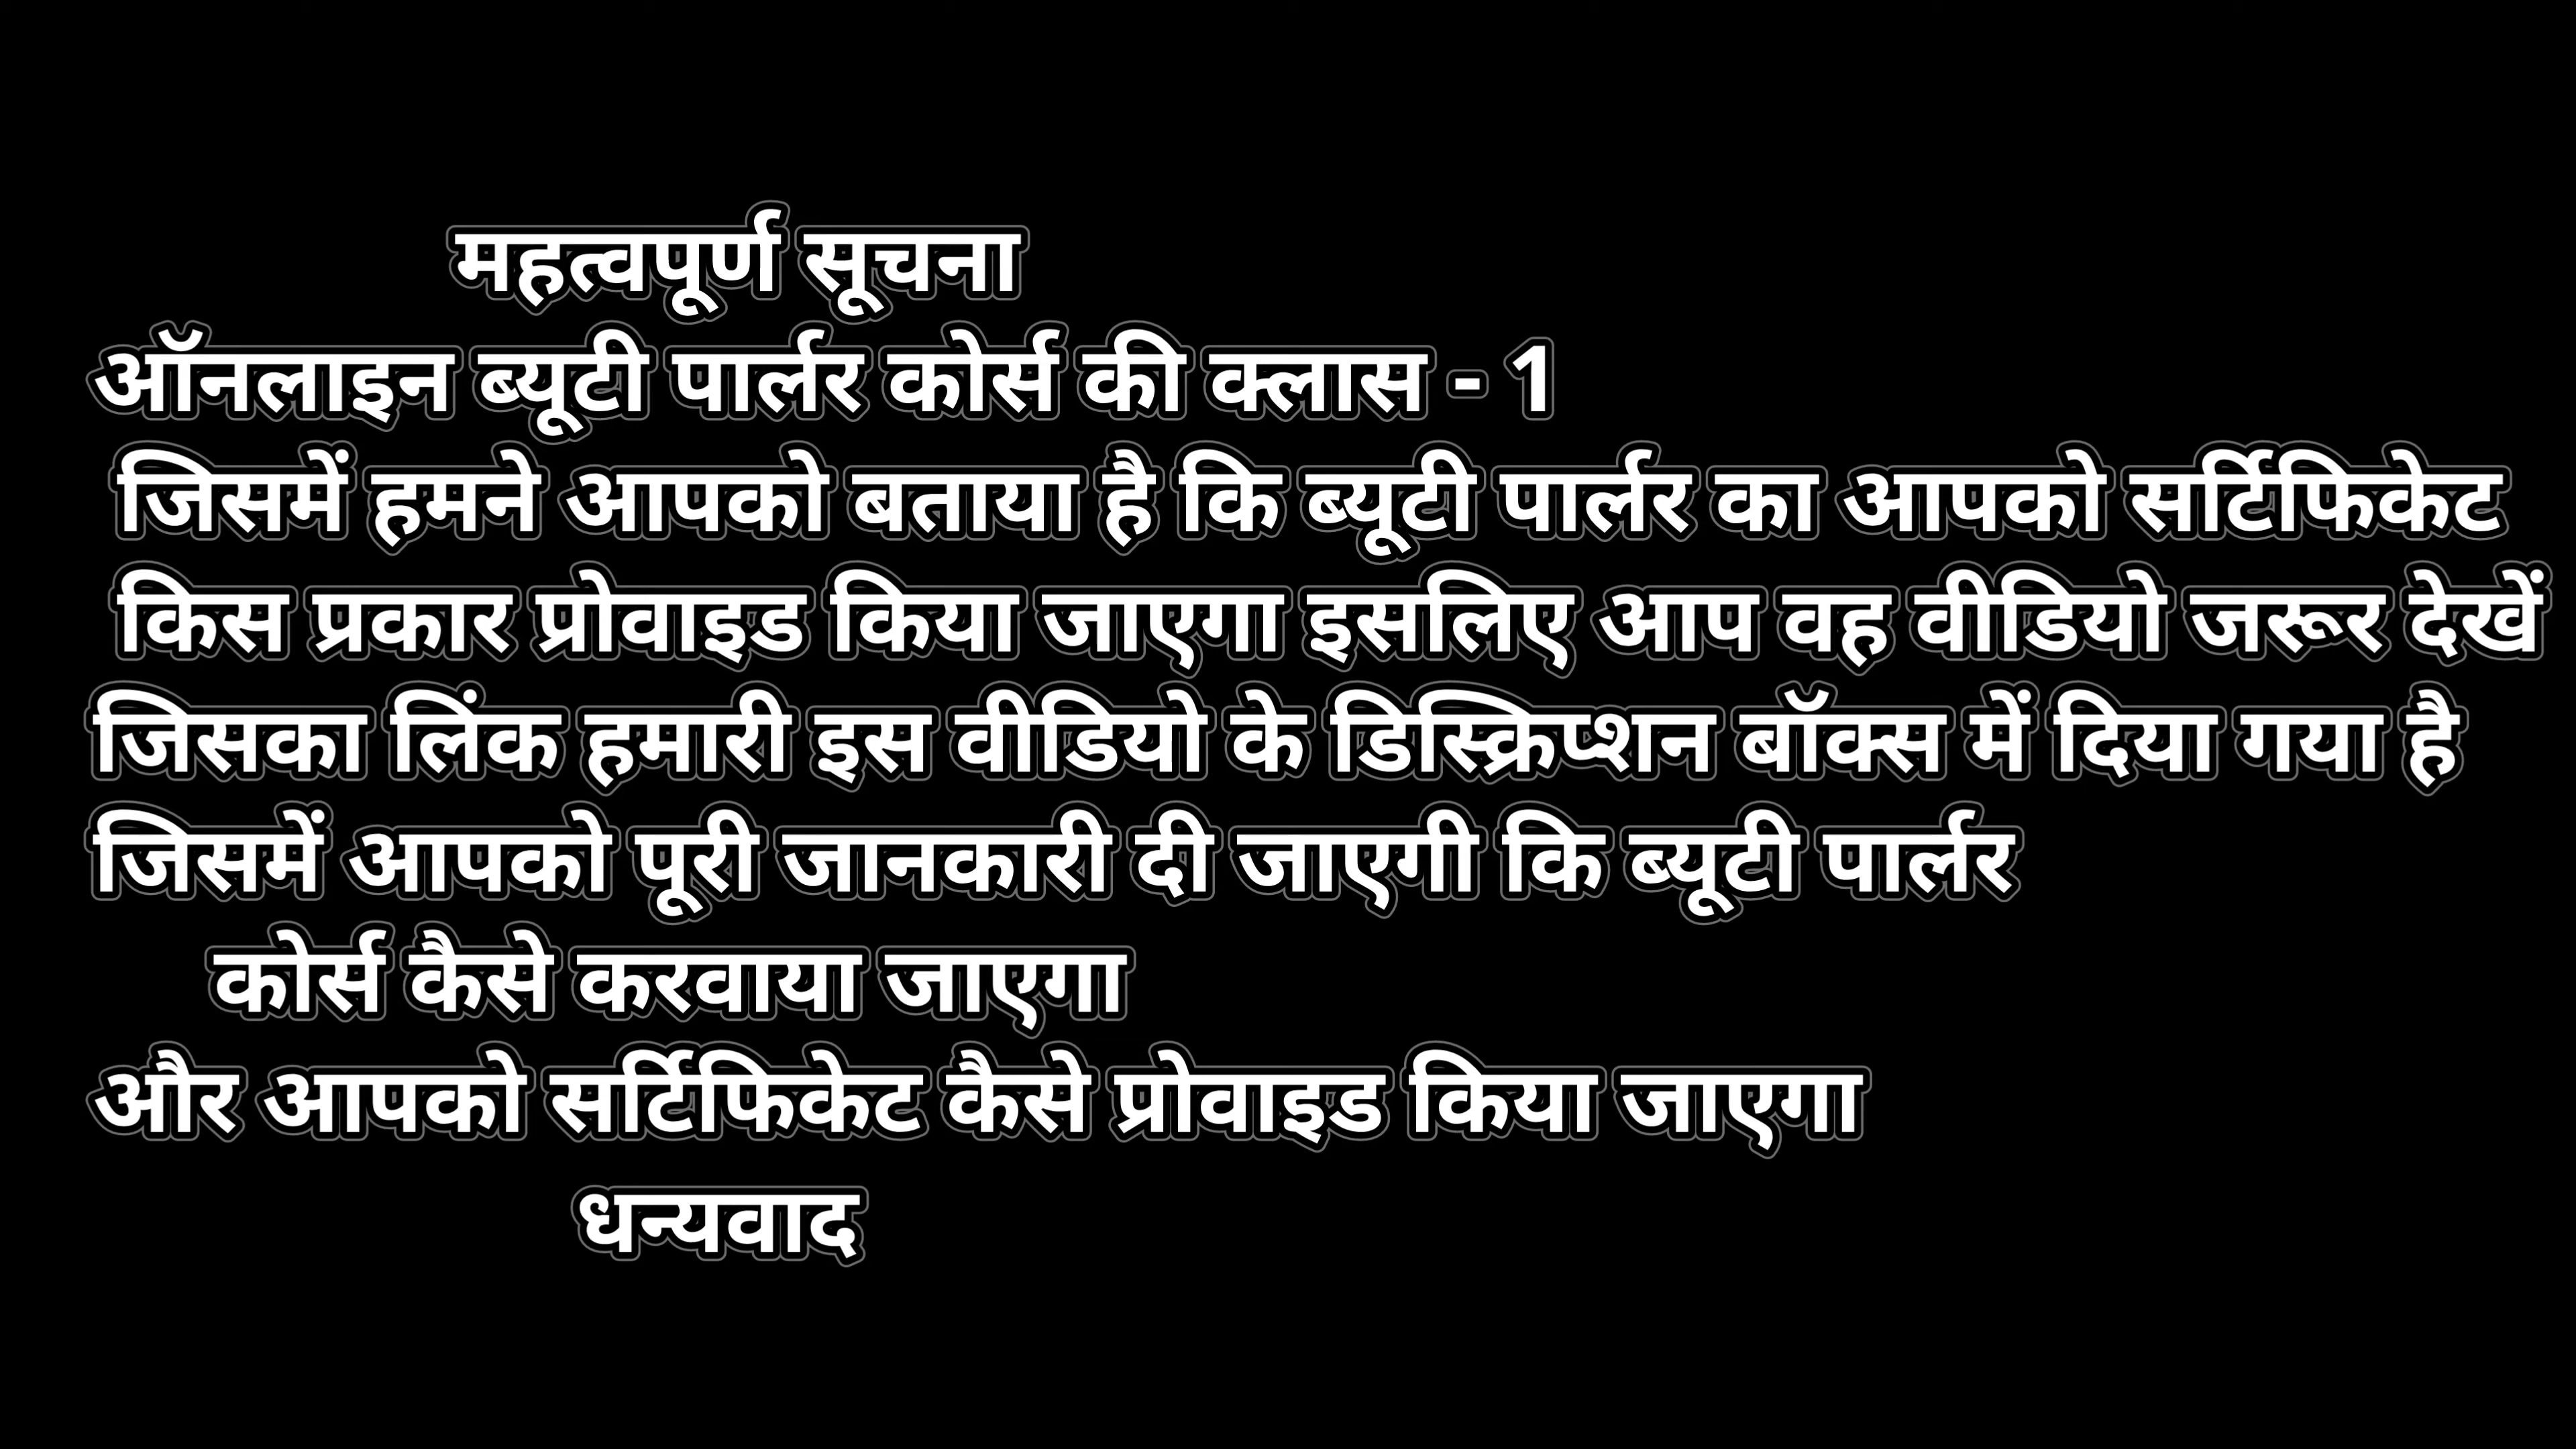 महत्वपूर्ण सूचना
ऑनलाइन ब्यूटी पार्लर कोर्स की क्लास - 1
जिसमें हमने आपको बताया है कि ब्यूटी पार्लर का आपको सर्टिफिकेट
किस प्रकार प्रोवाइड किया जाएगा इसलिए आप वह वीडियो जरूर देखें
जिसका लिंक हमारी इस वीडियो के डिस्क्रिप्शन बॉक्स में दिया गया है
जिसमें आपको पूरी जानकारी दी जाएगी कि ब्यूटी पार्लर
कोर्स कैसे करवाया जाएगा
और आपको सर्टिफिकेट कैसे प्रोवाइड किया जाएगा
धन्यवाद